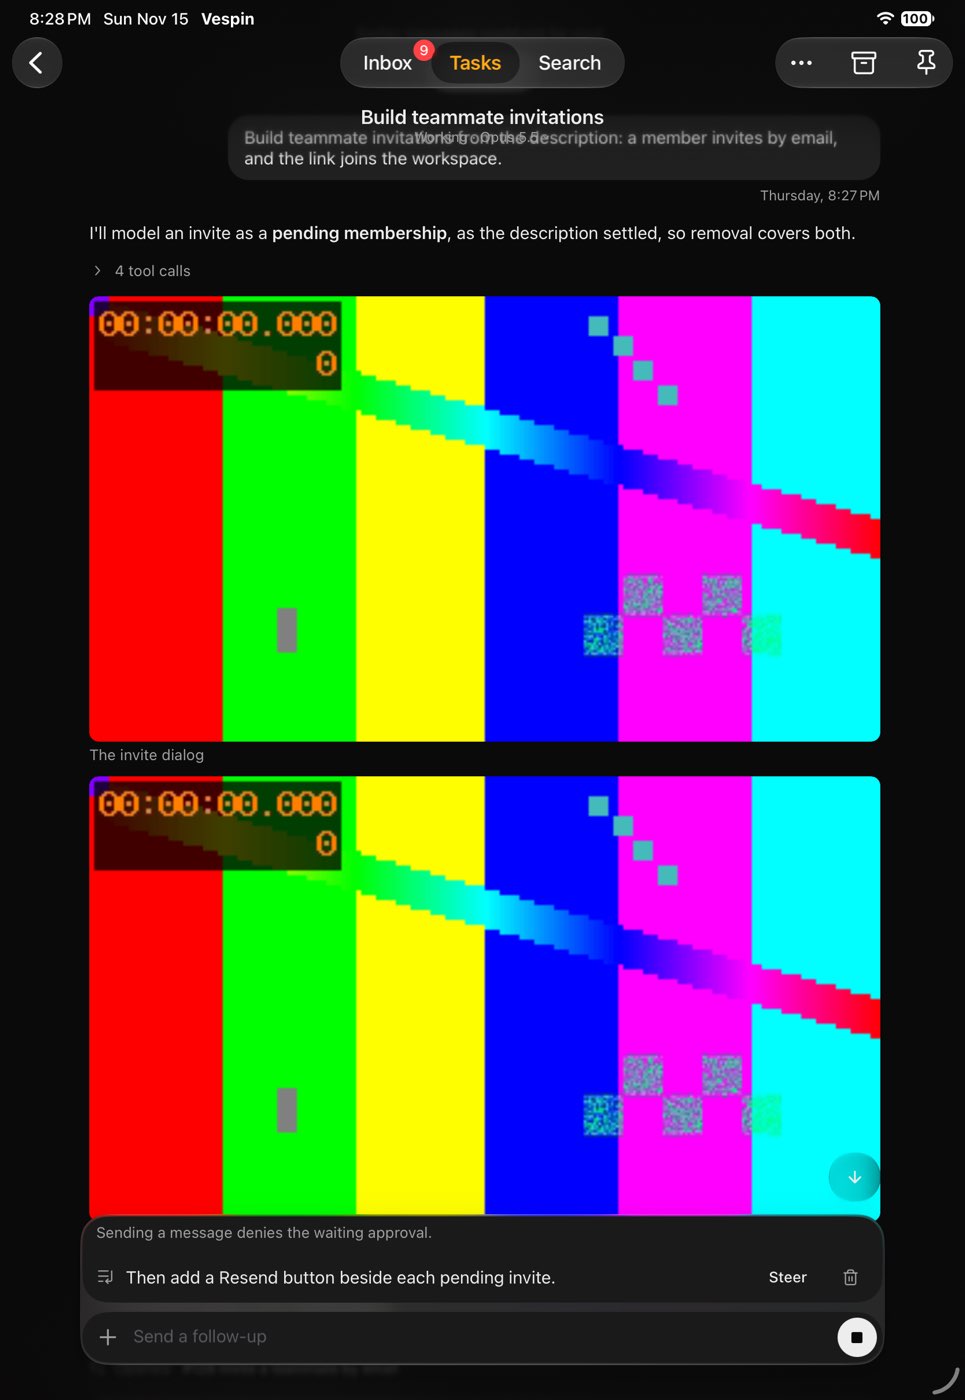 8:28 PM Sun Nov 15 Vespin
100
Inbox 9 Tasks Search
Build teammate invitations
Working · Opus 5.5
Build teammate invitations from the description: a member invites by email,
and the link joins the workspace.
Thursday, 8:27 PM
I'll model an invite as a pending membership, as the description settled, so removal covers both.
4 tool calls
00:00:00.000
0
The invite dialog
00:00:00.000
0
Sending a message denies the waiting approval.
Then add a Resend button beside each pending invite. Steer
Send a follow-up